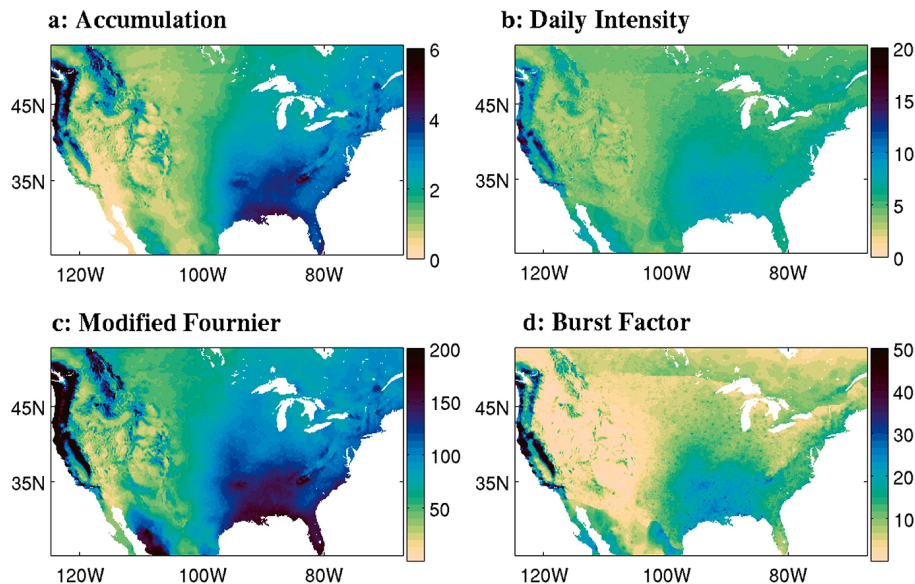 a: Accumulation
b: Daily Intensity
45N
35N
120W
100W
80W
6
4
2
0
45N
35N
120W
100W
80W
20
15
10
5
0
c: Modified Fournier
d: Burst Factor
45N
35N
120W
100W
80W
200
150
100
50
45N
35N
120W
100W
80W
50
40
30
20
10